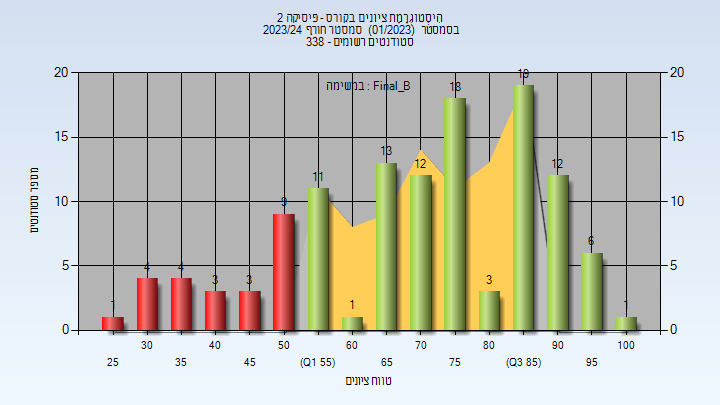 היסטוגרמת ציונים בקורס - פיסיקה 2
בסמסטר (01/2023) סמסטר חורף 2023/24
סטודנטים רשומים - 338
במשימה : Final_B
מספר סטודנטים
20 15 10 5 0
20 15 10 5 0
1 4 4 3 3 9 11 1 13 12 18 3 19 12 6 1
30 40 50 60 70 80 90 100
25 35 45 (Q1 55) 65 75 (Q3 85) 95
טווח ציונים